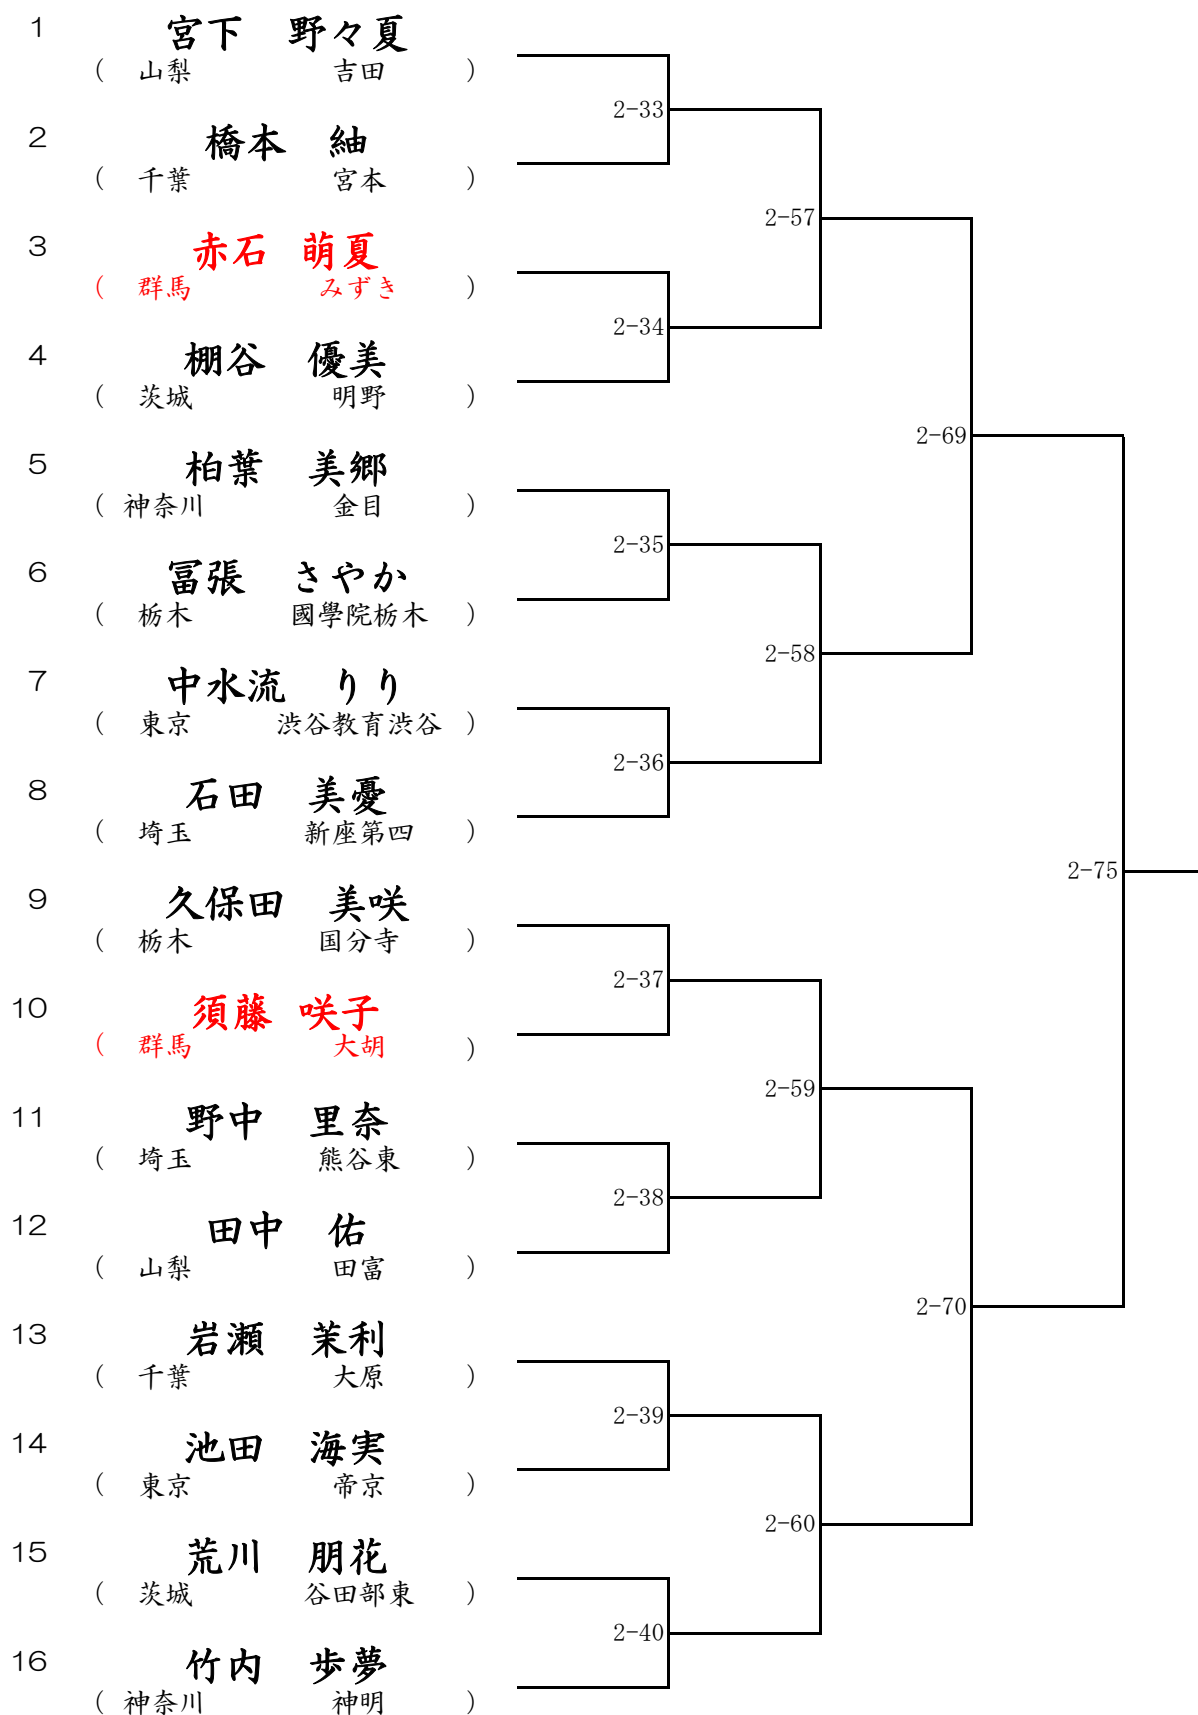 1 宮下 野々夏
( 山梨 吉田 )
2-33
2 橋本 紬
( 千葉 宮本 )
2-57
3 赤石 萌夏
( 群馬 みずき )
2-34
4 棚谷 優美
( 茨城 明野 )
2-69
5 柏葉 美郷
( 神奈川 金目 )
2-35
6 冨張 さやか
( 栃木 國學院栃木 )
2-58
7 中水流 りり
( 東京 渋谷教育渋谷 )
2-36
8 石田 美憂
( 埼玉 新座第四 )
2-75
9 久保田 美咲
( 栃木 国分寺 )
2-37
10 須藤 咲子
( 群馬 大胡 )
2-59
11 野中 里奈
( 埼玉 熊谷東 )
2-38
12 田中 佑
( 山梨 田富 )
2-70
13 岩瀬 茉利
( 千葉 大原 )
2-39
14 池田 海実
( 東京 帝京 )
2-60
15 荒川 朋花
( 茨城 谷田部東 )
2-40
16 竹内 歩夢
( 神奈川 神明 )